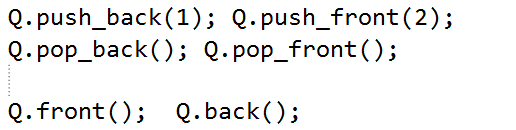 Q.push_back(1); Q.push_front(2);
Q.pop_back(); Q.pop_front();
Q.front();  Q.back();